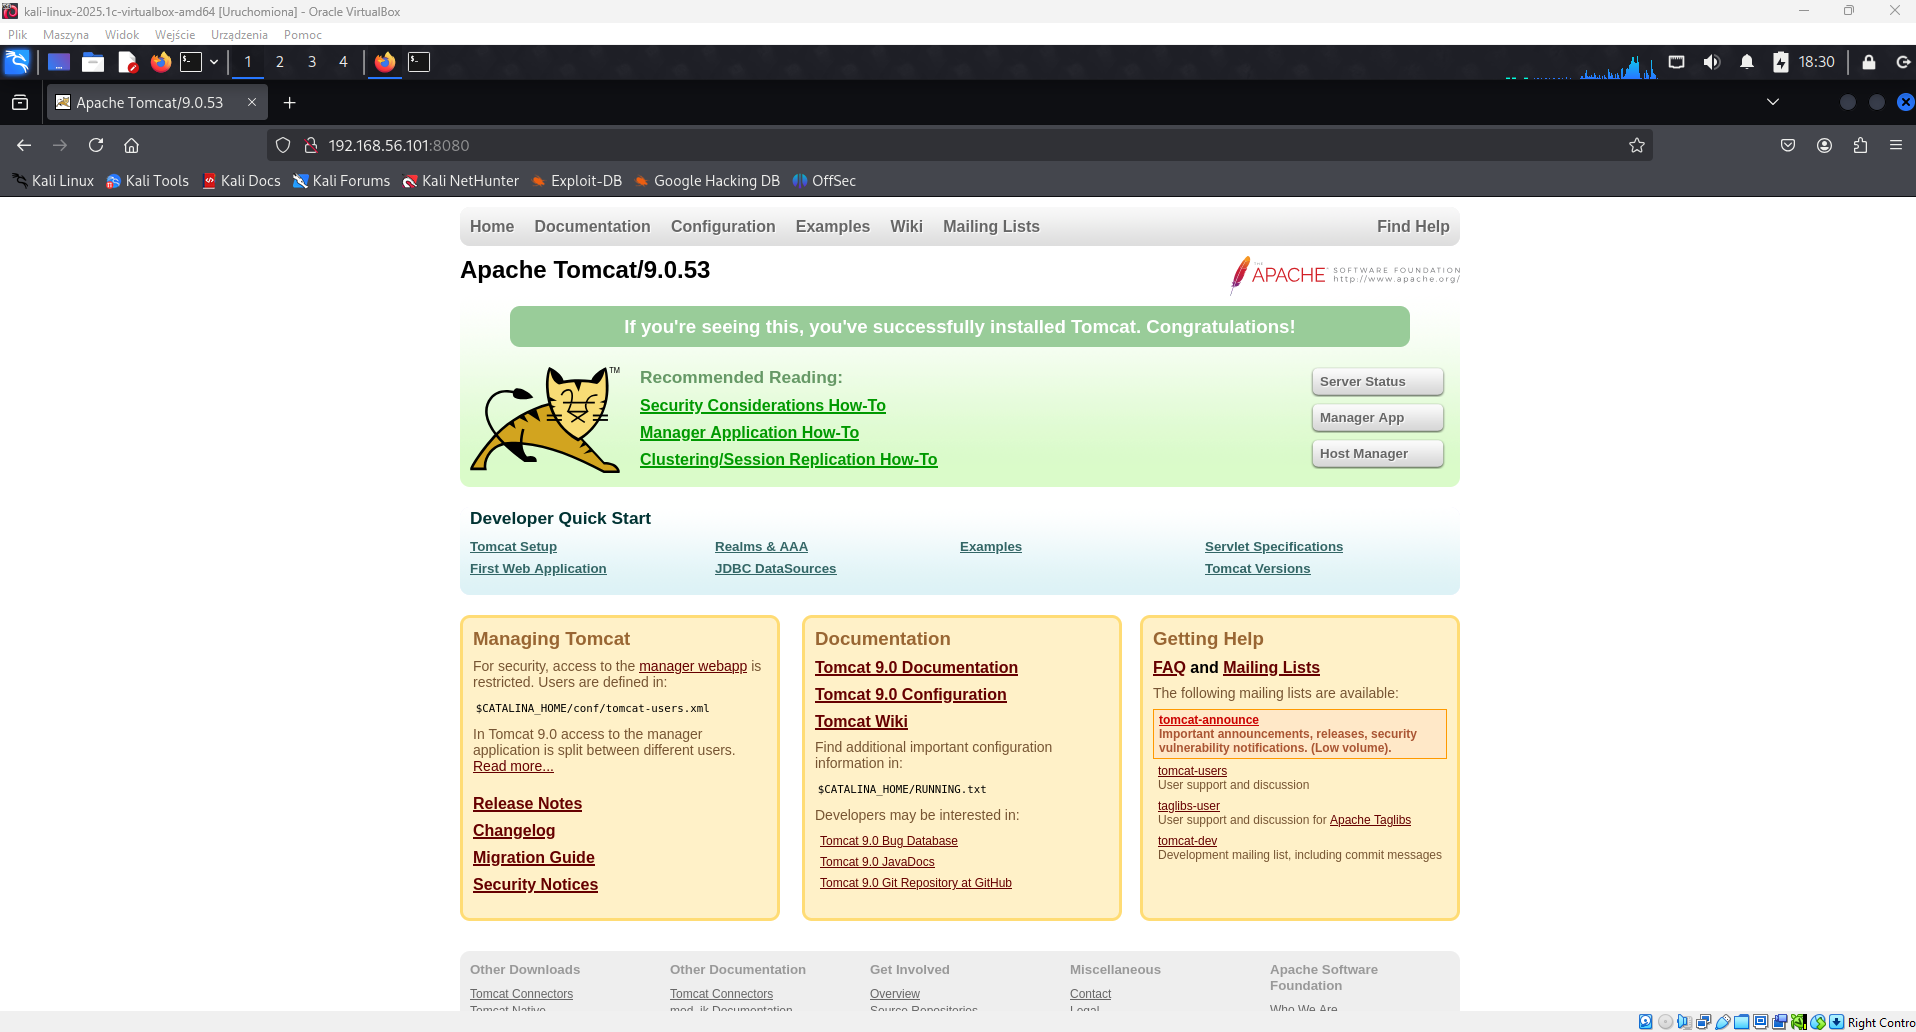 kali-linux-2025.1c-virtualbox-amd64 [Uruchomiona] - Oracle VirtualBox
Plik Maszyna Widok Wejście Urządzenia Pomoc
1 2 3 4 18:30
Apache Tomcat/9.0.53
192.168.56.101:8080
Kali Linux Kali Tools Kali Docs Kali Forums Kali NetHunter Exploit-DB Google Hacking DB OffSec
Home Documentation Configuration Examples Wiki Mailing Lists Find Help
Apache Tomcat/9.0.53
THE APACHE SOFTWARE FOUNDATION
http://www.apache.org/
If you're seeing this, you've successfully installed Tomcat. Congratulations!
TM
Recommended Reading:
Security Considerations How-To
Manager Application How-To
Clustering/Session Replication How-To
Server Status
Manager App
Host Manager
Developer Quick Start
Tomcat Setup
First Web Application
Realms & AAA
JDBC DataSources
Examples
Servlet Specifications
Tomcat Versions
Managing Tomcat
For security, access to the manager webapp is
restricted. Users are defined in:
$CATALINA_HOME/conf/tomcat-users.xml
In Tomcat 9.0 access to the manager
application is split between different users.
Read more...
Release Notes
Changelog
Migration Guide
Security Notices
Documentation
Tomcat 9.0 Documentation
Tomcat 9.0 Configuration
Tomcat Wiki
Find additional important configuration
information in:
$CATALINA_HOME/RUNNING.txt
Developers may be interested in:
Tomcat 9.0 Bug Database
Tomcat 9.0 JavaDocs
Tomcat 9.0 Git Repository at GitHub
Getting Help
FAQ and Mailing Lists
The following mailing lists are available:
tomcat-announce
Important announcements, releases, security
vulnerability notifications. (Low volume).
tomcat-users
User support and discussion
taglibs-user
User support and discussion for Apache Taglibs
tomcat-dev
Development mailing list, including commit messages
Other Downloads
Tomcat Connectors
Tomcat Native
Other Documentation
Tomcat Connectors
mod_jk Documentation
Get Involved
Overview
Source Repositories
Miscellaneous
Contact
Legal
Apache Software
Foundation
Who We Are
Right Contro